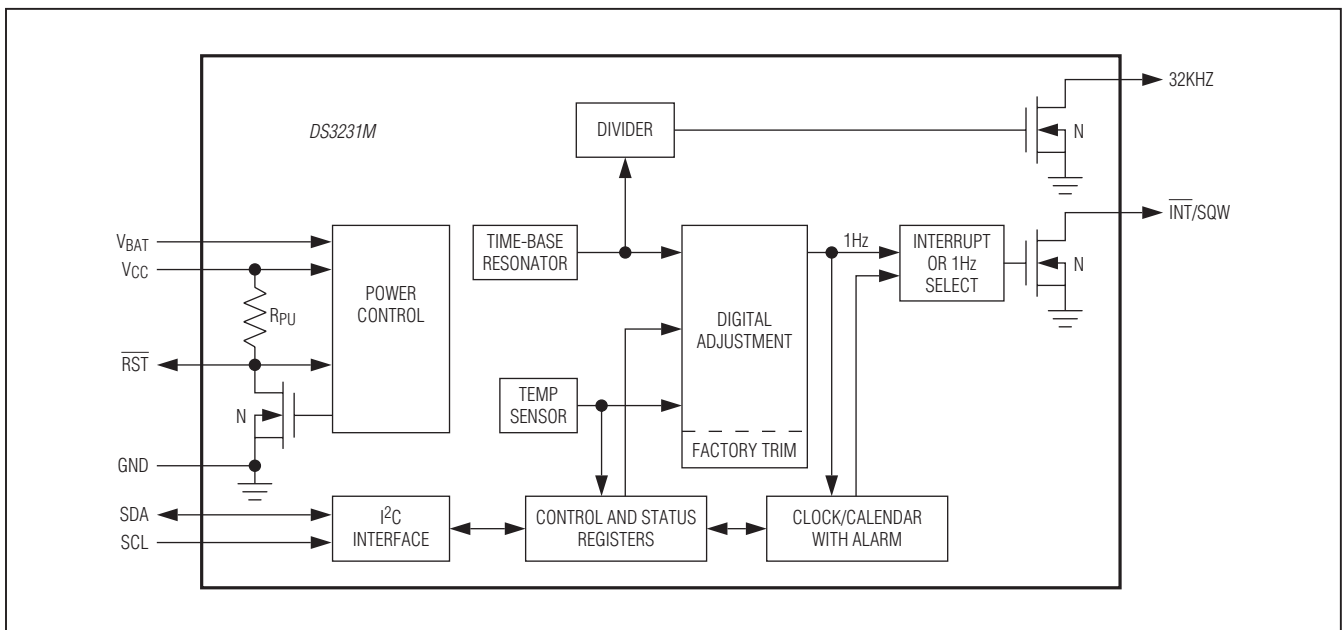 32KHZ
DS3231M
DIVIDER
N
INT/SQW
VBAT
VCC
RPU
RST
N
GND
SDA
SCL
POWER
CONTROL
TIME-BASE
RESONATOR
TEMP
SENSOR
DIGITAL
ADJUSTMENT
FACTORY TRIM
1Hz
INTERRUPT
OR 1Hz
SELECT
N
I2C
INTERFACE
CONTROL AND STATUS
REGISTERS
CLOCK/CALENDAR
WITH ALARM